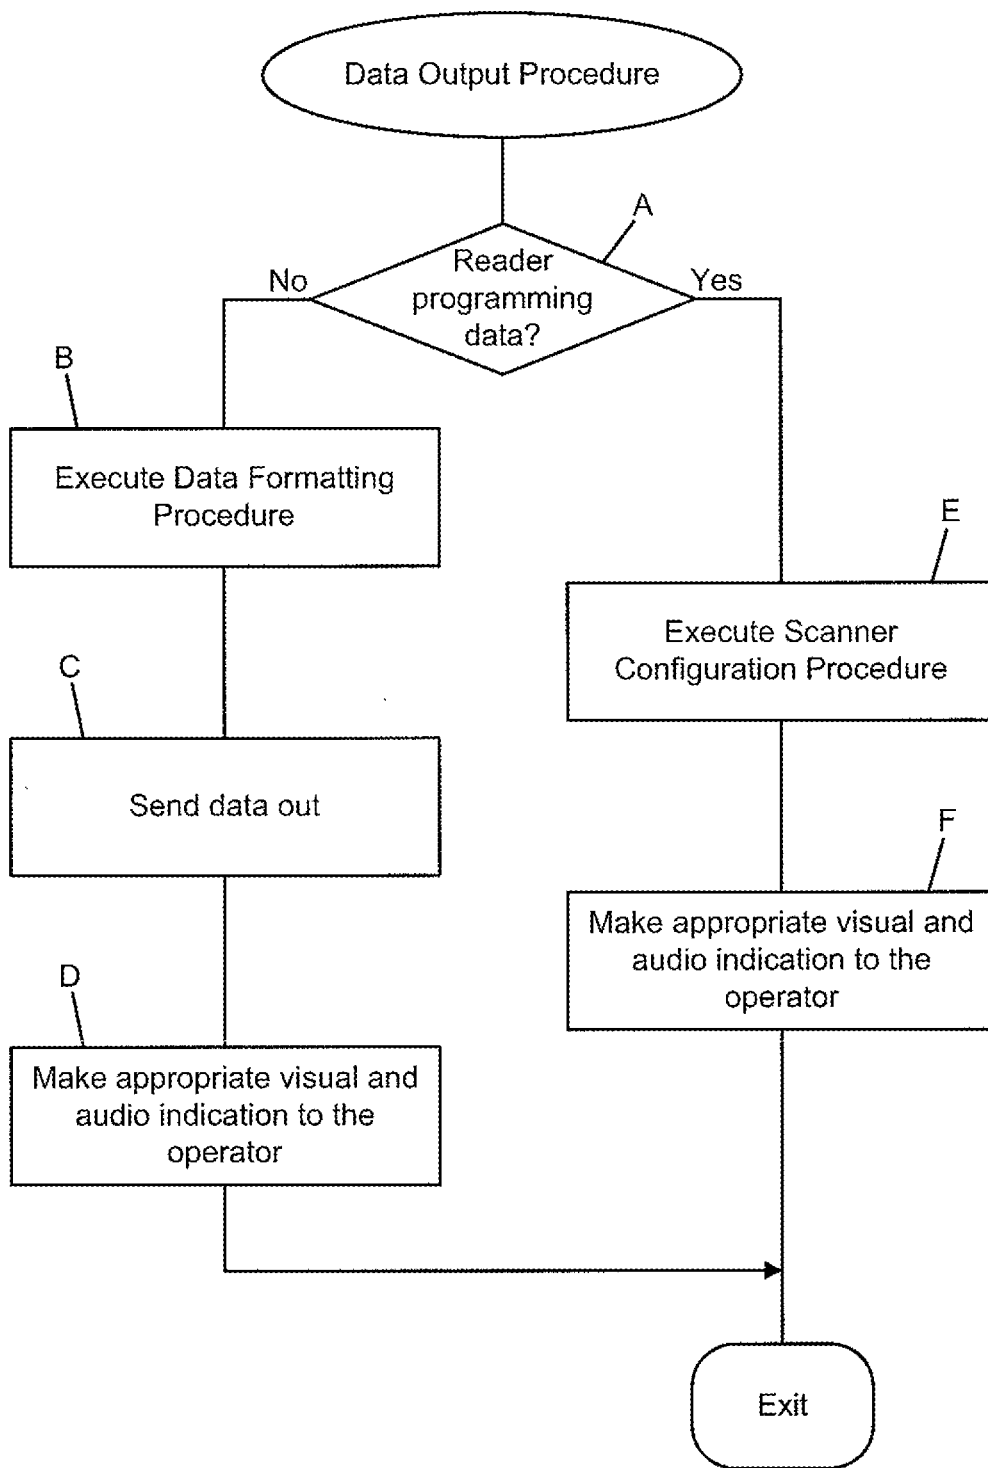 Data Output Procedure
A
Reader
programming
data?
No
Yes
B
Execute Data Formatting
Procedure
E
Execute Scanner
Configuration Procedure
C
Send data out
F
Make appropriate visual and
audio indication to the
operator
D
Make appropriate visual and
audio indication to the
operator
Exit